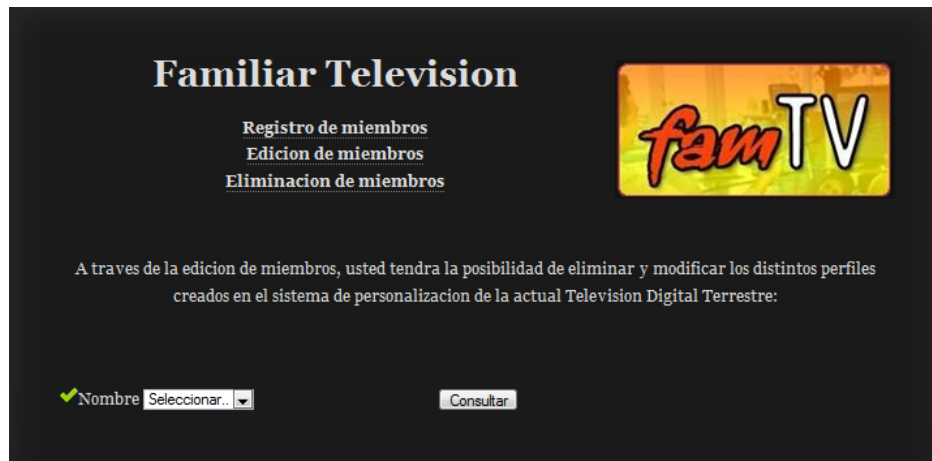 Familiar Television
famTV
Registro de miembros
Edicion de miembros
Eliminacion de miembros
A traves de la edicion de miembros, usted tendra la posibilidad de eliminar y modificar los distintos perfiles
creados en el sistema de personalizacion de la actual Television Digital Terrestre:
Nombre Seleccionar.. Consultar